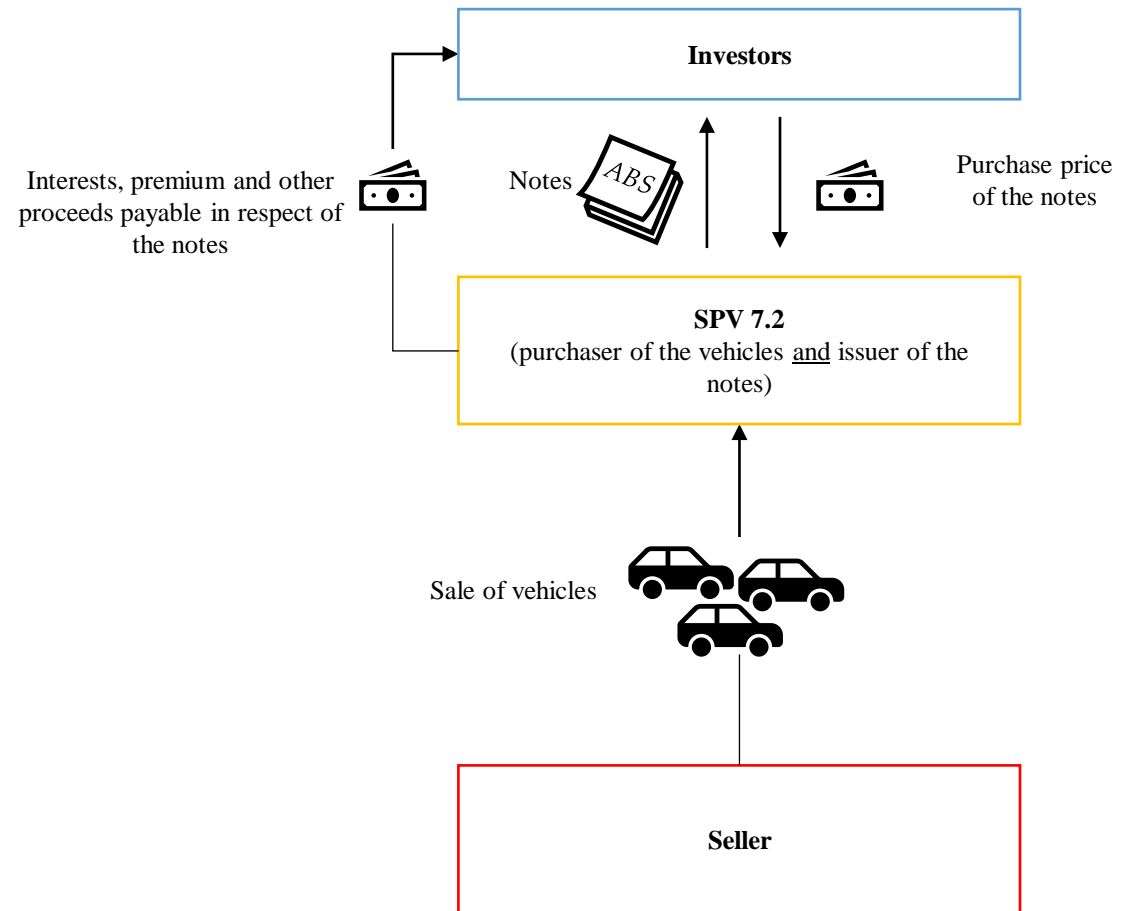 Investors
Interests, premium and other
proceeds payable in respect of
the notes
Notes
ABS
Purchase price
of the notes
SPV 7.2
(purchaser of the vehicles and issuer of the
notes)
Sale of vehicles
Seller